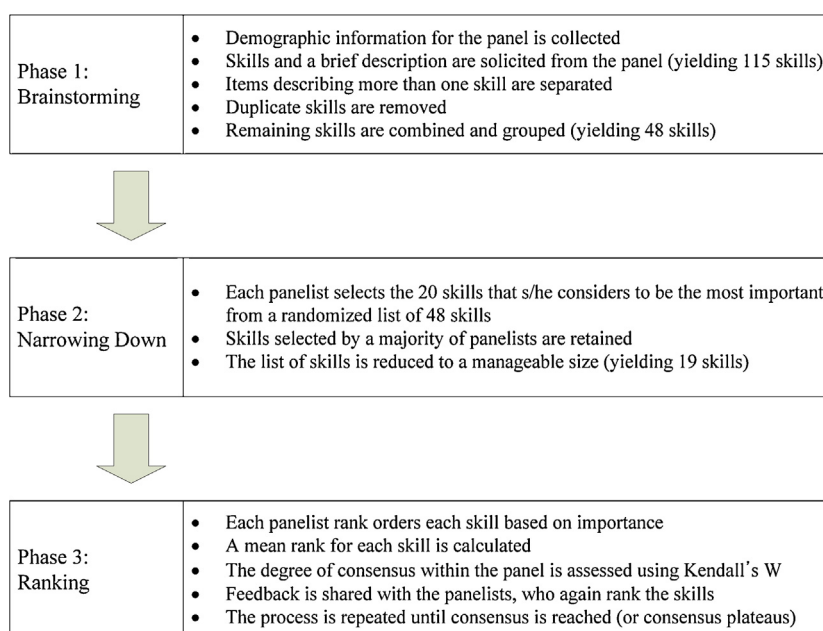 Phase 1:
Brainstorming
• Demographic information for the panel is collected
• Skills and a brief description are solicited from the panel (yielding 115 skills)
• Items describing more than one skill are separated
• Duplicate skills are removed
• Remaining skills are combined and grouped (yielding 48 skills)
Phase 2:
Narrowing Down
• Each panelist selects the 20 skills that s/he considers to be the most important
from a randomized list of 48 skills
• Skills selected by a majority of panelists are retained
• The list of skills is reduced to a manageable size (yielding 19 skills)
Phase 3:
Ranking
• Each panelist rank orders each skill based on importance
• A mean rank for each skill is calculated
• The degree of consensus within the panel is assessed using Kendall's W
• Feedback is shared with the panelists, who again rank the skills
• The process is repeated until consensus is reached (or consensus plateaus)